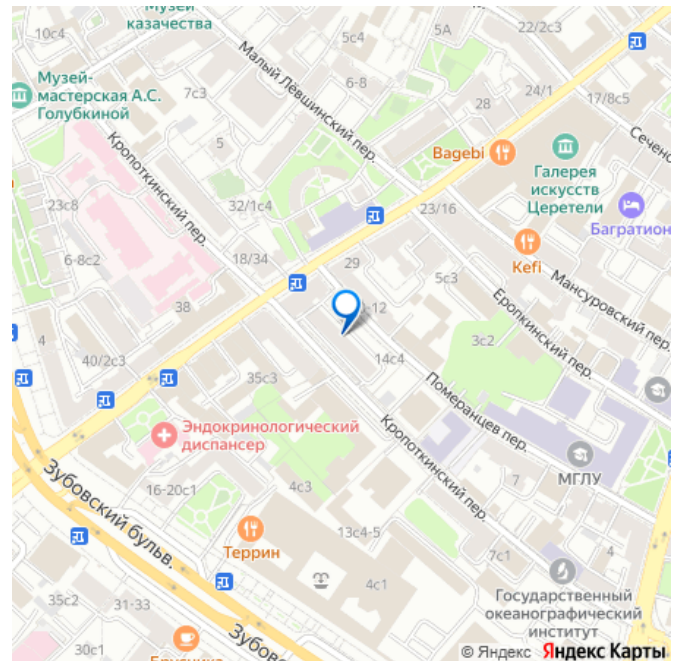 Музей
казачества
10с4
5с4
5А
22/2с3
Музей-
мастерская А.С.
Голубкиной
7с3
Малый Лёвшинский пер.
6-8
24/1
17/8с5
28
5
Bagebi
Галерея
искусств
Церетели
Кропоткинский пер.
23с8
32/1с4
23/16
Багратион
6-8с2
18/34
29
Kefi
Мансуровский пер.
38
5с3
Еропкинский пер.
4
-12
3с2
40/2с3
14с4
35с3
Померанцев пер.
Эндокринологический
диспансер
Кропоткинский пер.
МГЛУ
Зубовский бульв.
16-20с1
4с3
7
13с4-5
Террин
7с1
4
4с1
Государственный
океанографический
институт
35с2
31-33
30с1
© Яндекс Яндекс Карты